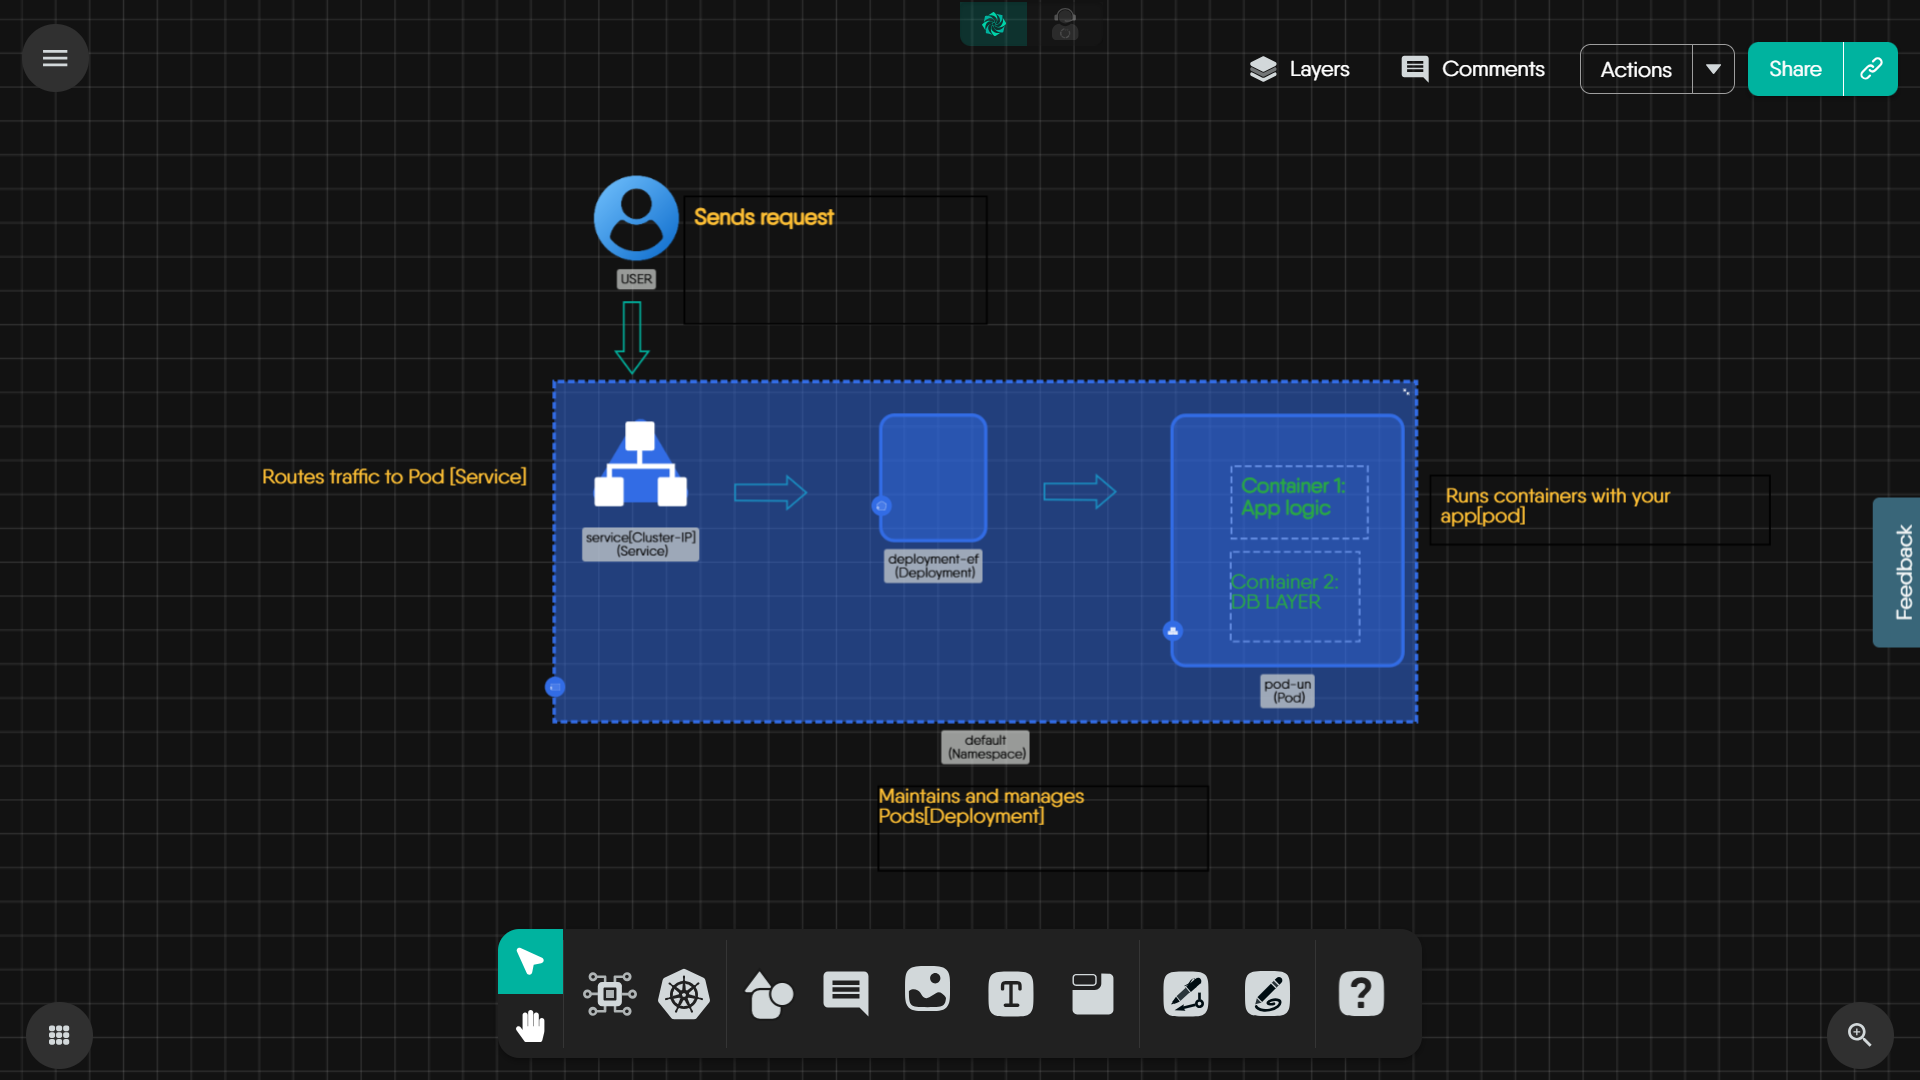 Layers
Comments
Actions
Share
Sends request
USER
Routes traffic to Pod [Service]
service[Cluster-IP]
(Service)
deployment-ef
(Deployment)
Container 1:
App logic
Container 2:
DB LAYER
pod-un
(Pod)
Runs containers with your
app[pod]
Feedback
default
(Namespace)
Maintains and manages
Pods[Deployment]
T
?